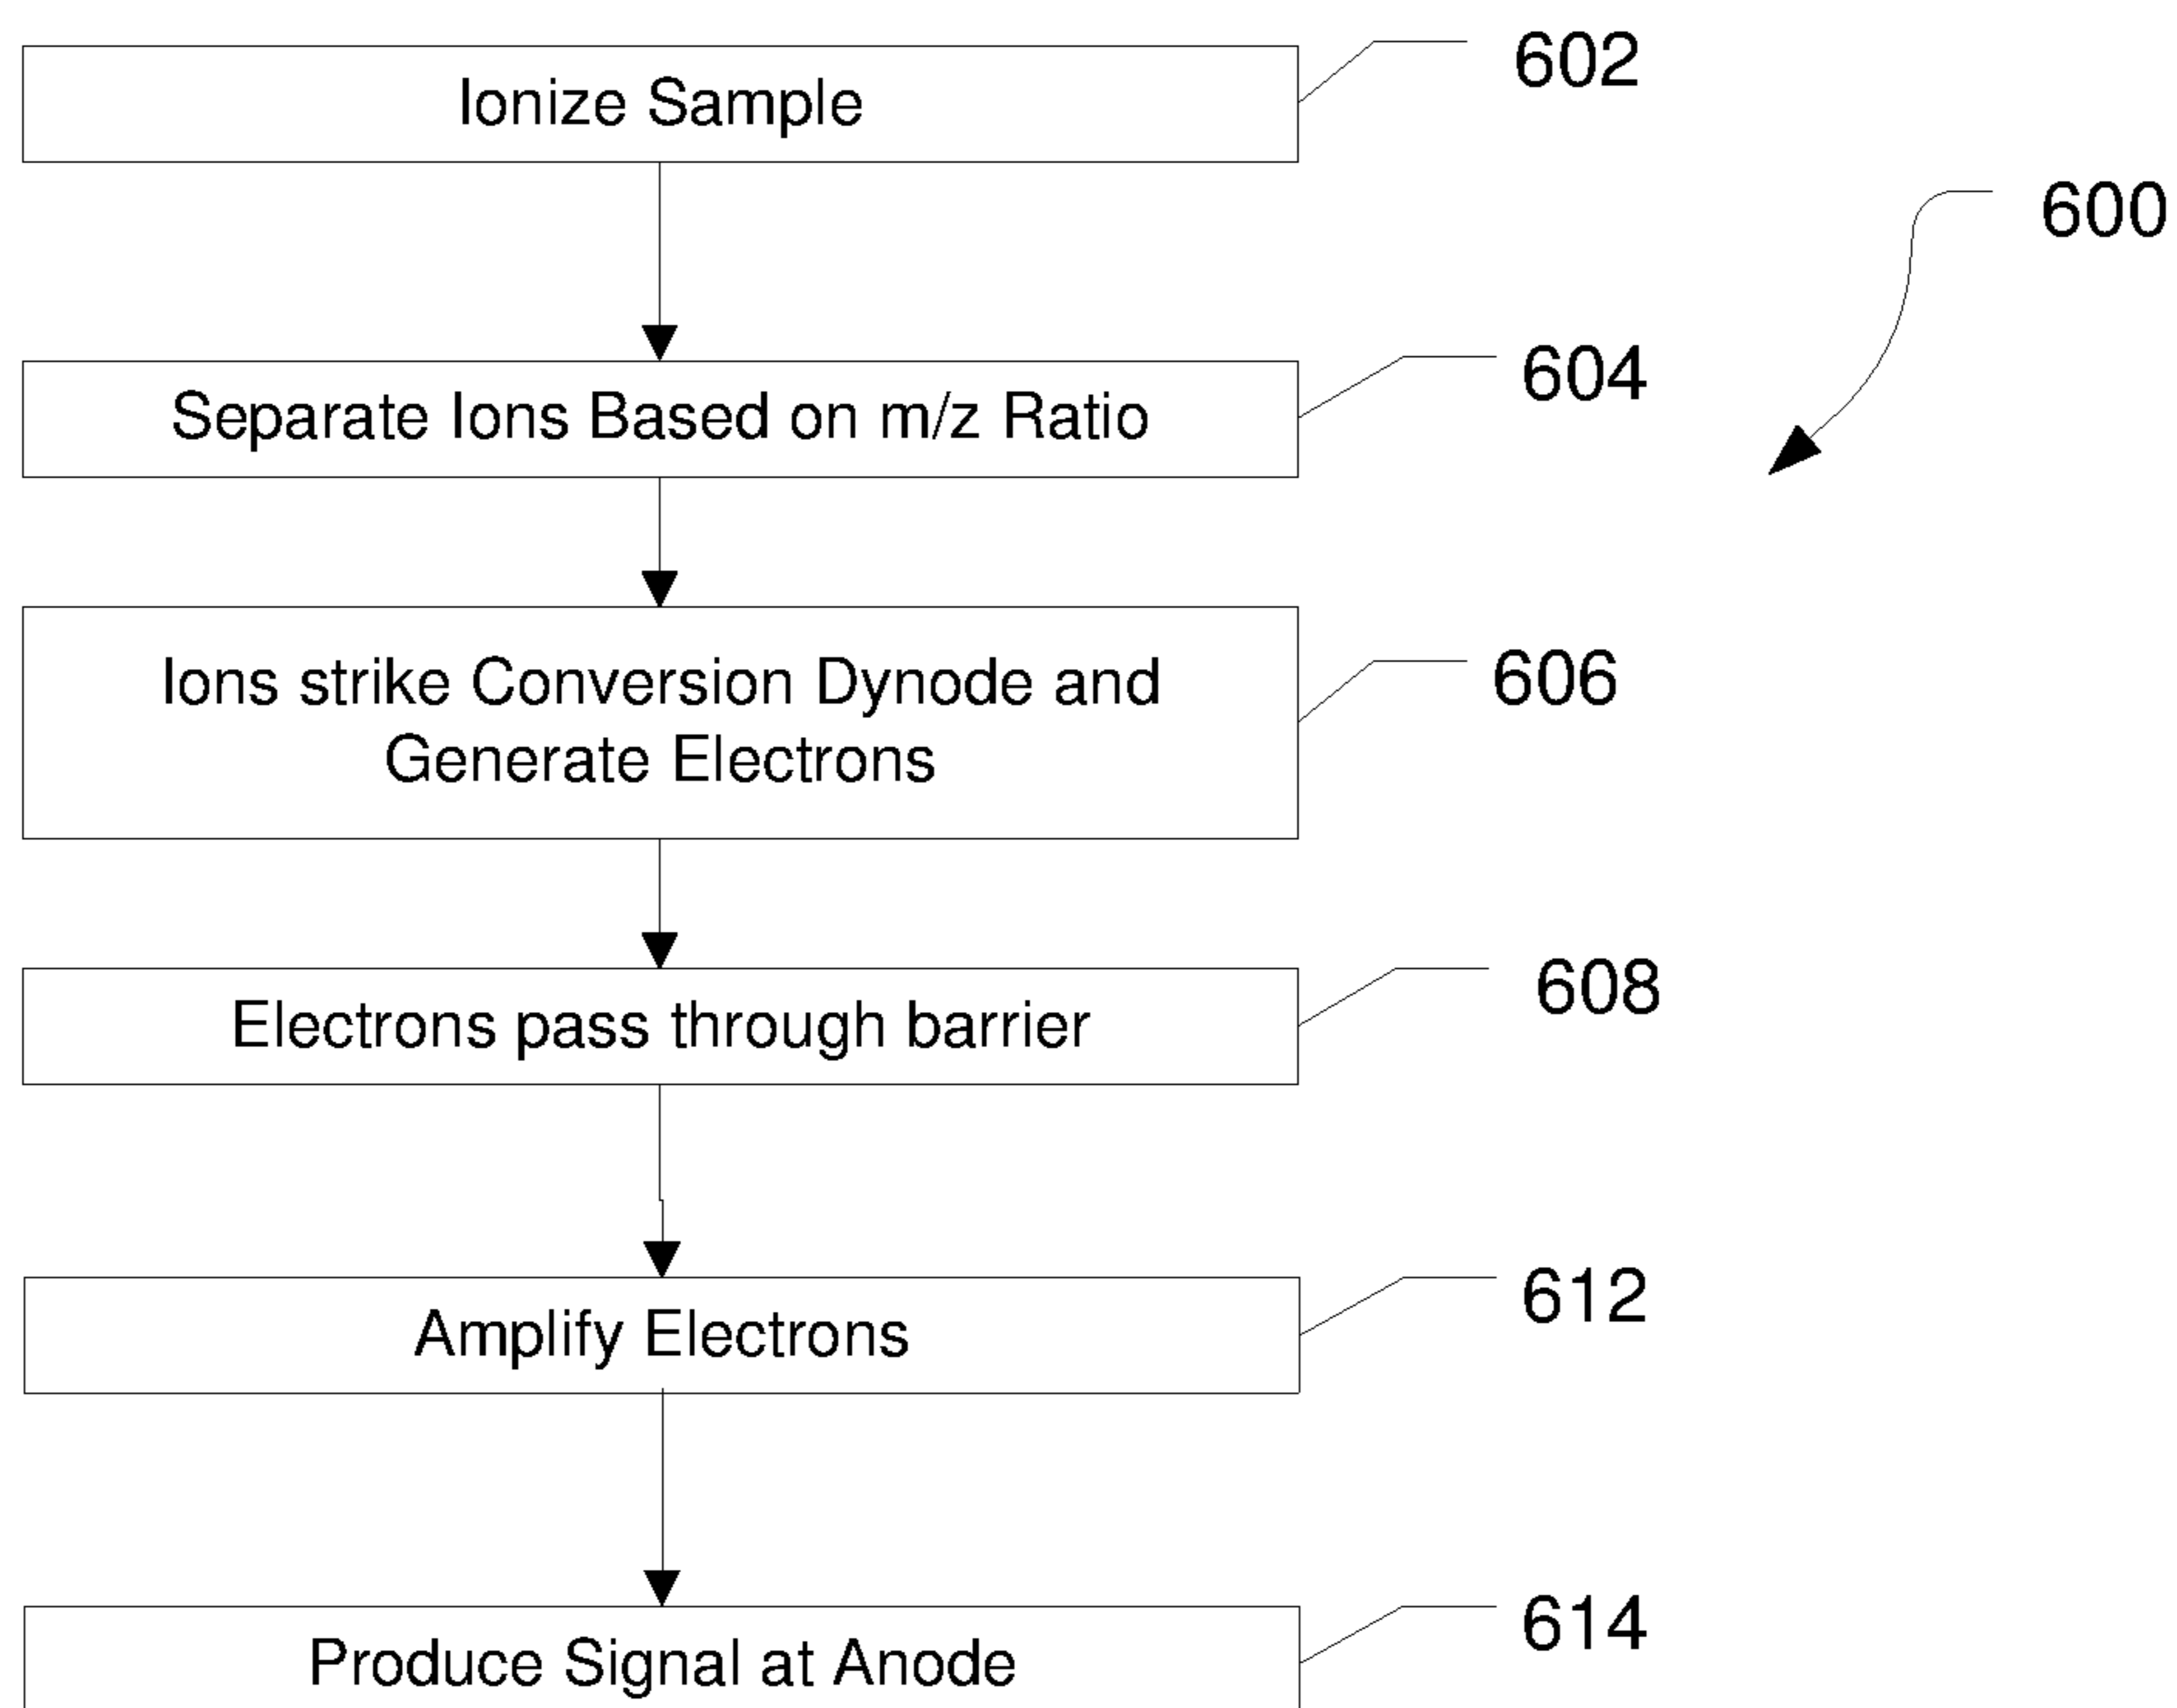 602
Ionize Sample
600
604
Separate Ions Based on m/z Ratio
606
Ions strike Conversion Dynode and
Generate Electrons
608
Electrons pass through barrier
612
Amplify Electrons
614
Produce Signal at Anode